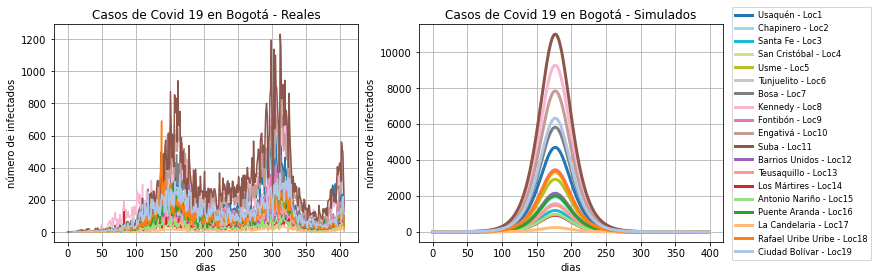 Casos de Covid 19 en Bogotá - Reales
número de infectados
1200
1000
800
600
400
200
0
0 50 100 150 200 250 300 350 400
dias
Casos de Covid 19 en Bogotá - Simulados
número de infectados
10000
8000
6000
4000
2000
0
0 50 100 150 200 250 300 350 400
dias
Usaquén - Loc1
Chapinero - Loc2
Santa Fe - Loc3
San Cristóbal - Loc4
Usme - Loc5
Tunjuelito - Loc6
Bosa - Loc7
Kennedy - Loc8
Fontibón - Loc9
Engativá - Loc10
Suba - Loc11
Barrios Unidos - Loc12
Teusaquillo - Loc13
Los Mártires - Loc14
Antonio Nariño - Loc15
Puente Aranda - Loc16
La Candelaria - Loc17
Rafael Uribe Uribe - Loc18
Ciudad Bolívar - Loc19